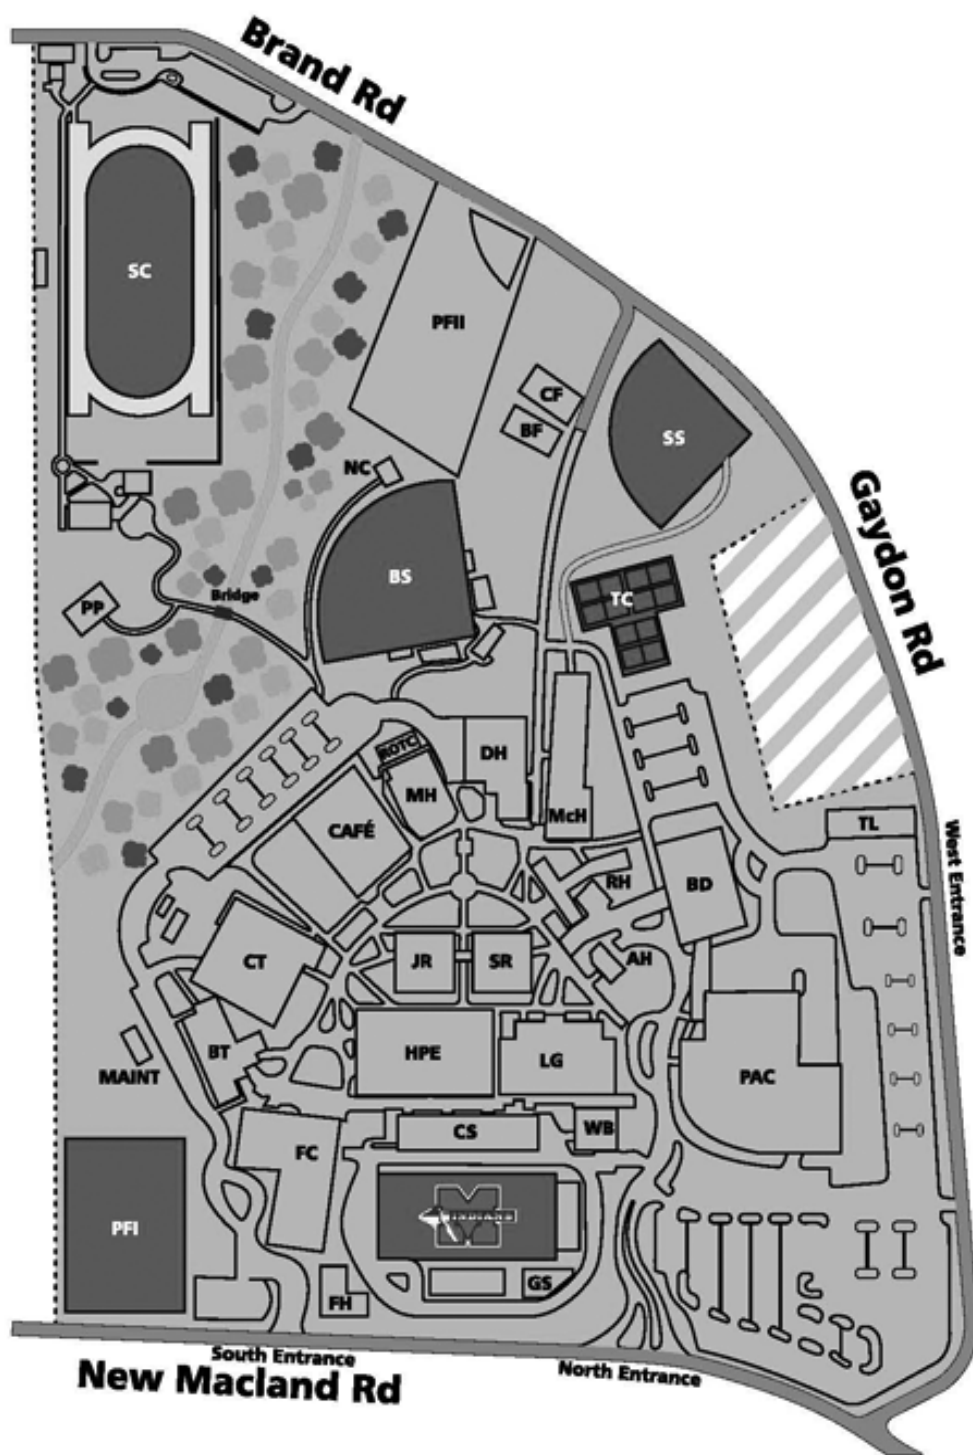 Brand Rd
SC
PFII
CF
BF
SS
NC
Gaydon Rd
BS
TC
PP
Bridge
ROTC
DH
MH
CAFÉ
McH
TL
West Entrance
RH
BD
CT
JR
SR
AH
BT
HPE
LG
PAC
MAINT
CS
WB
FC
PFI
INDIANS
GS
FH
South Entrance
North Entrance
New Macland Rd